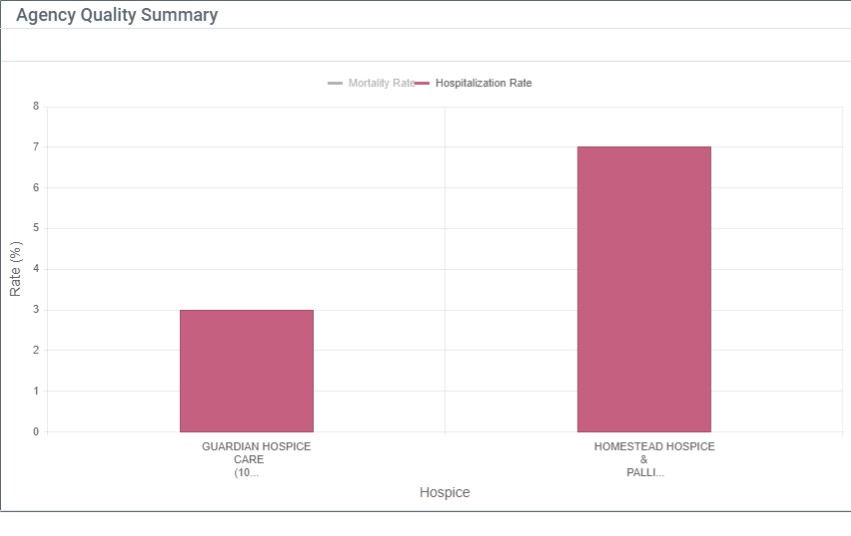 Agency Quality Summary
Mortality Rate Hospitalization Rate
8
7
6
5
4
3
2
1
0
Rate (%)
GUARDIAN HOSPICE
CARE
(10...
HOMESTEAD HOSPICE
&
PALLI...
Hospice